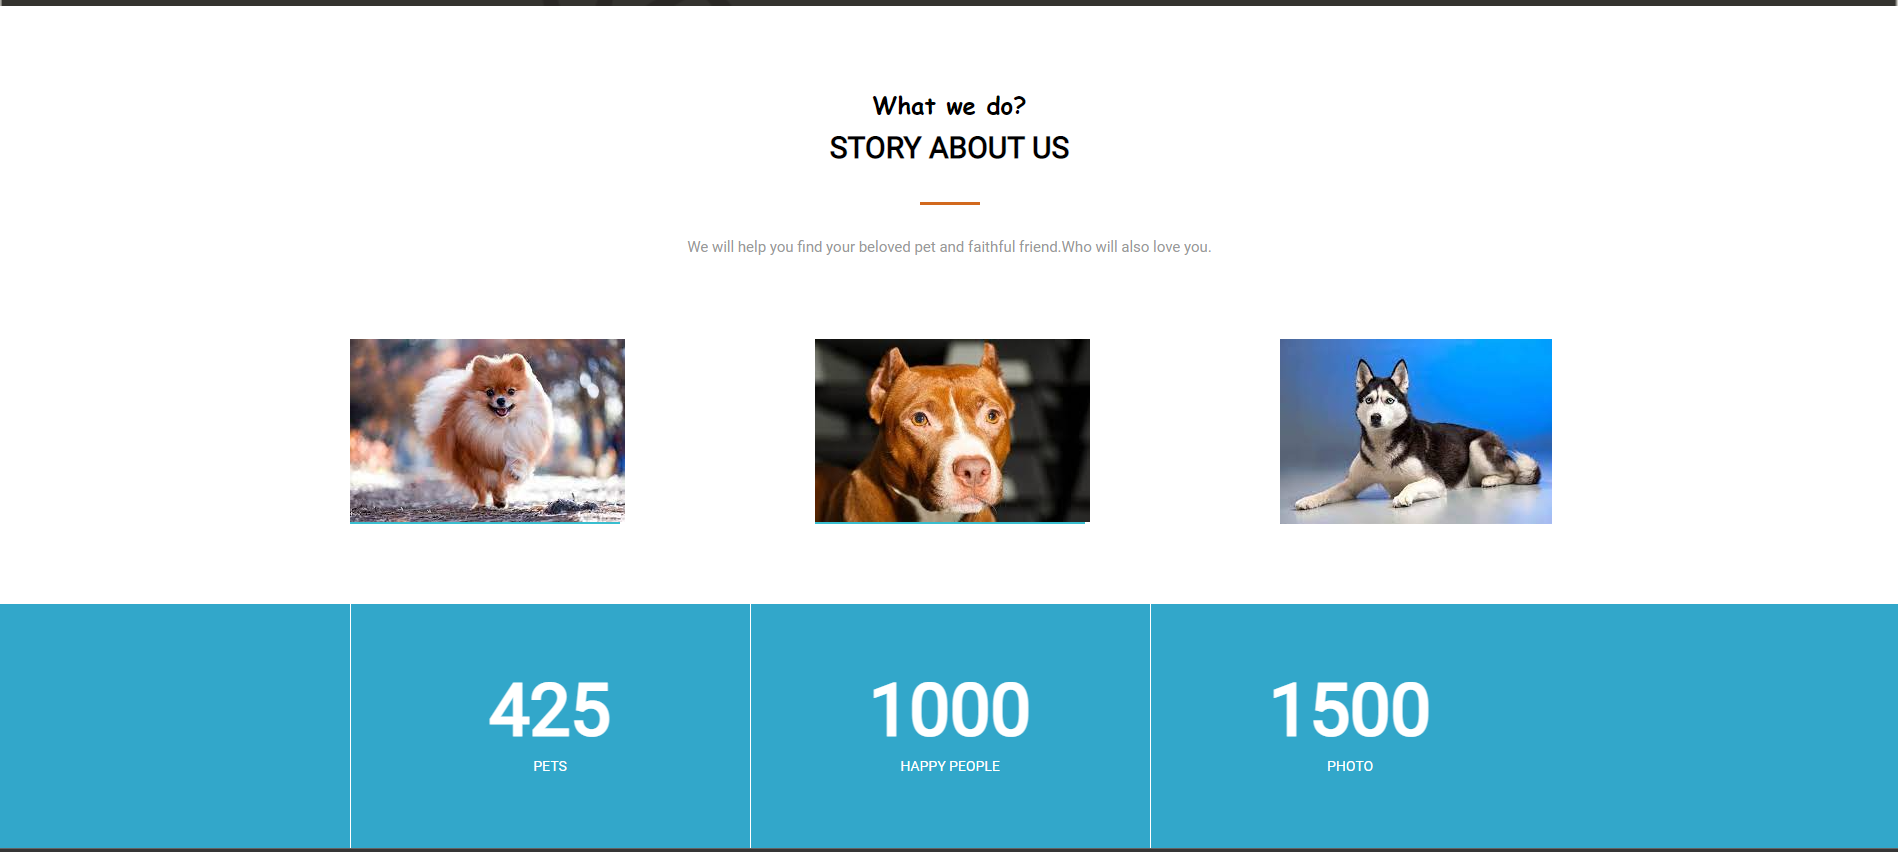 What we do?
STORY ABOUT US
We will help you find your beloved pet and faithful friend.Who will also love you.
425
PETS
1000
HAPPY PEOPLE
1500
PHOTO